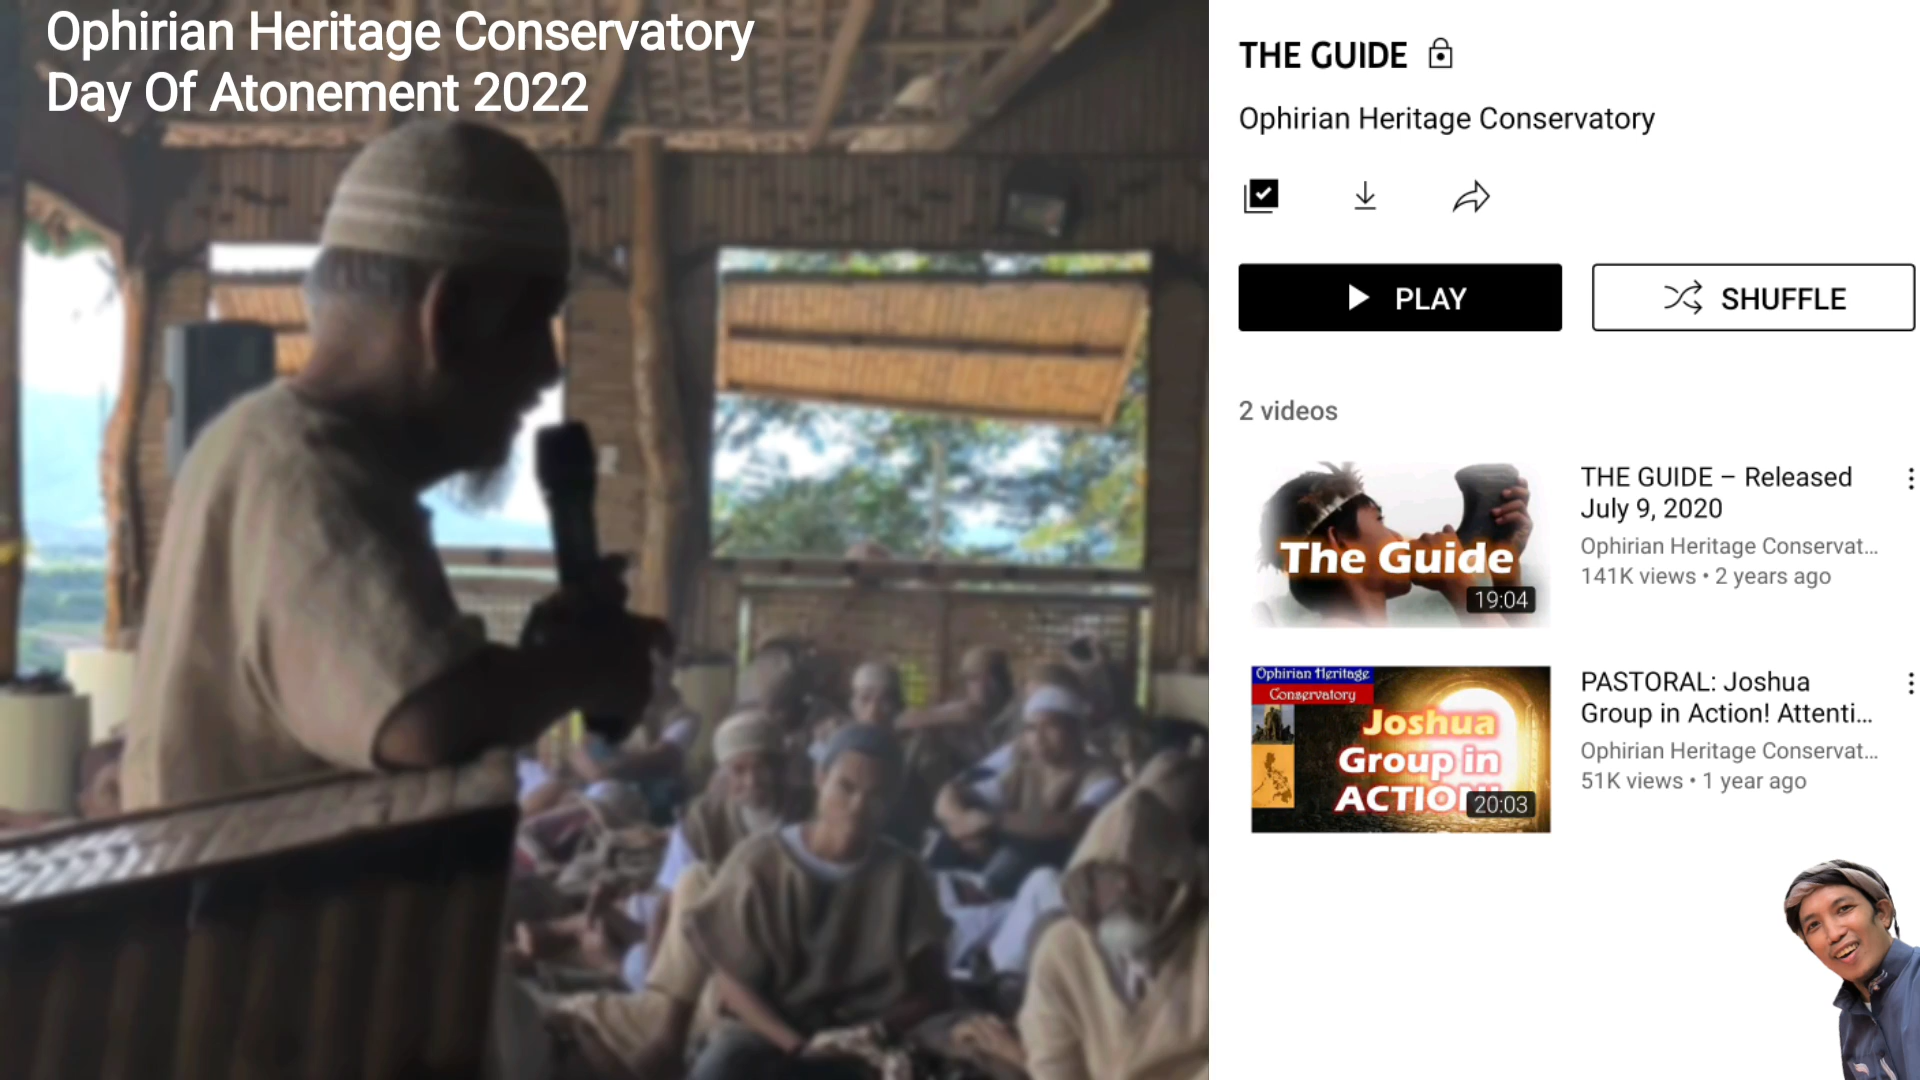 Ophirian Heritage Conservatory
Day Of Atonement 2022
THE GUIDE
Ophirian Heritage Conservatory
PLAY
SHUFFLE
2 videos
The Guide
19:04
THE GUIDE – Released
July 9, 2020
Ophirian Heritage Conservat...
141K views • 2 years ago
Ophirian Heritage
Conservatory
Joshua
Group in
ACTIO
20:03
PASTORAL: Joshua
Group in Action! Attenti...
Ophirian Heritage Conservat...
51K views • 1 year ago